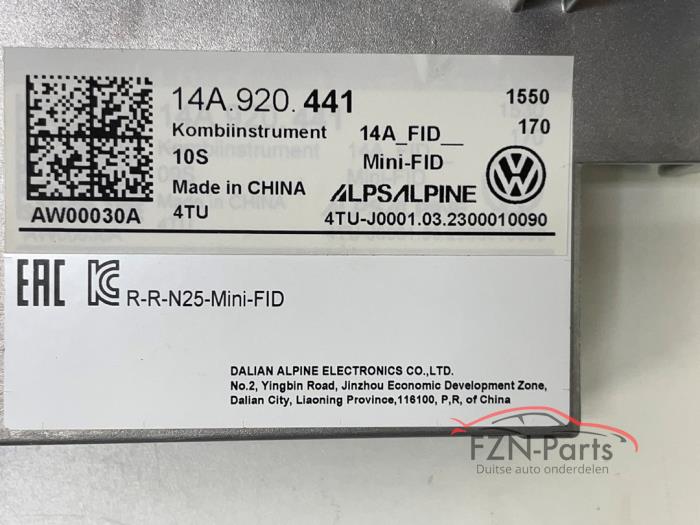 14A.920.441 1550
Kombiinstrument 14A_FID__ 170
10S Mini-FID
Made in CHINA ALPSALPINE
AW00030A 4TU 4TU-J0001.03.2300010090
EAC KC R-R-N25-Mini-FID
DALIAN ALPINE ELECTRONICS CO.,LTD.
No.2, Yingbin Road, Jinzhou Economic Development Zone,
Dalian City, Liaoning Province,116100, P,R, of China
FZN-Parts
Duitse auto onderdelen